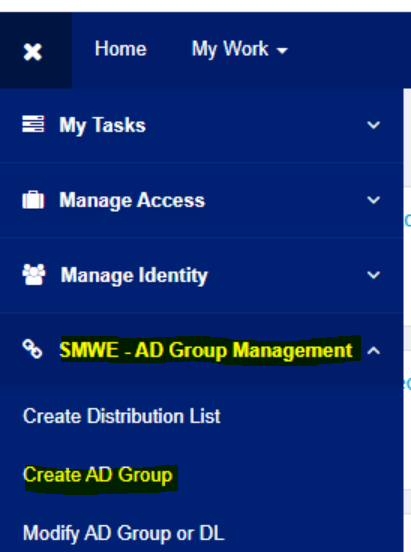 Home My Work
My Tasks
Manage Access
Manage Identity
SMWE - AD Group Management
Create Distribution List
Create AD Group
Modify AD Group or DL